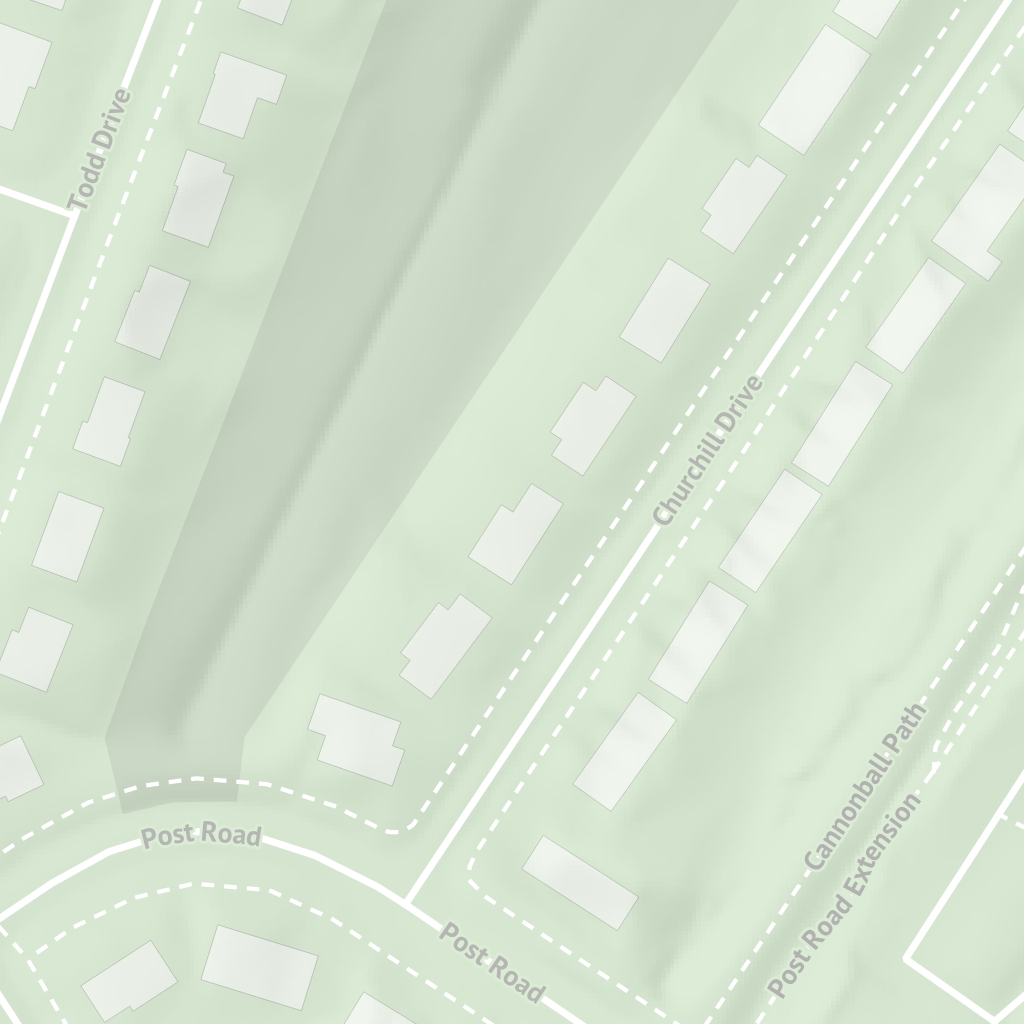 Todd Drive
Churchill Drive
Cannonball Path
Post Road Extension
Post Road
Post Road